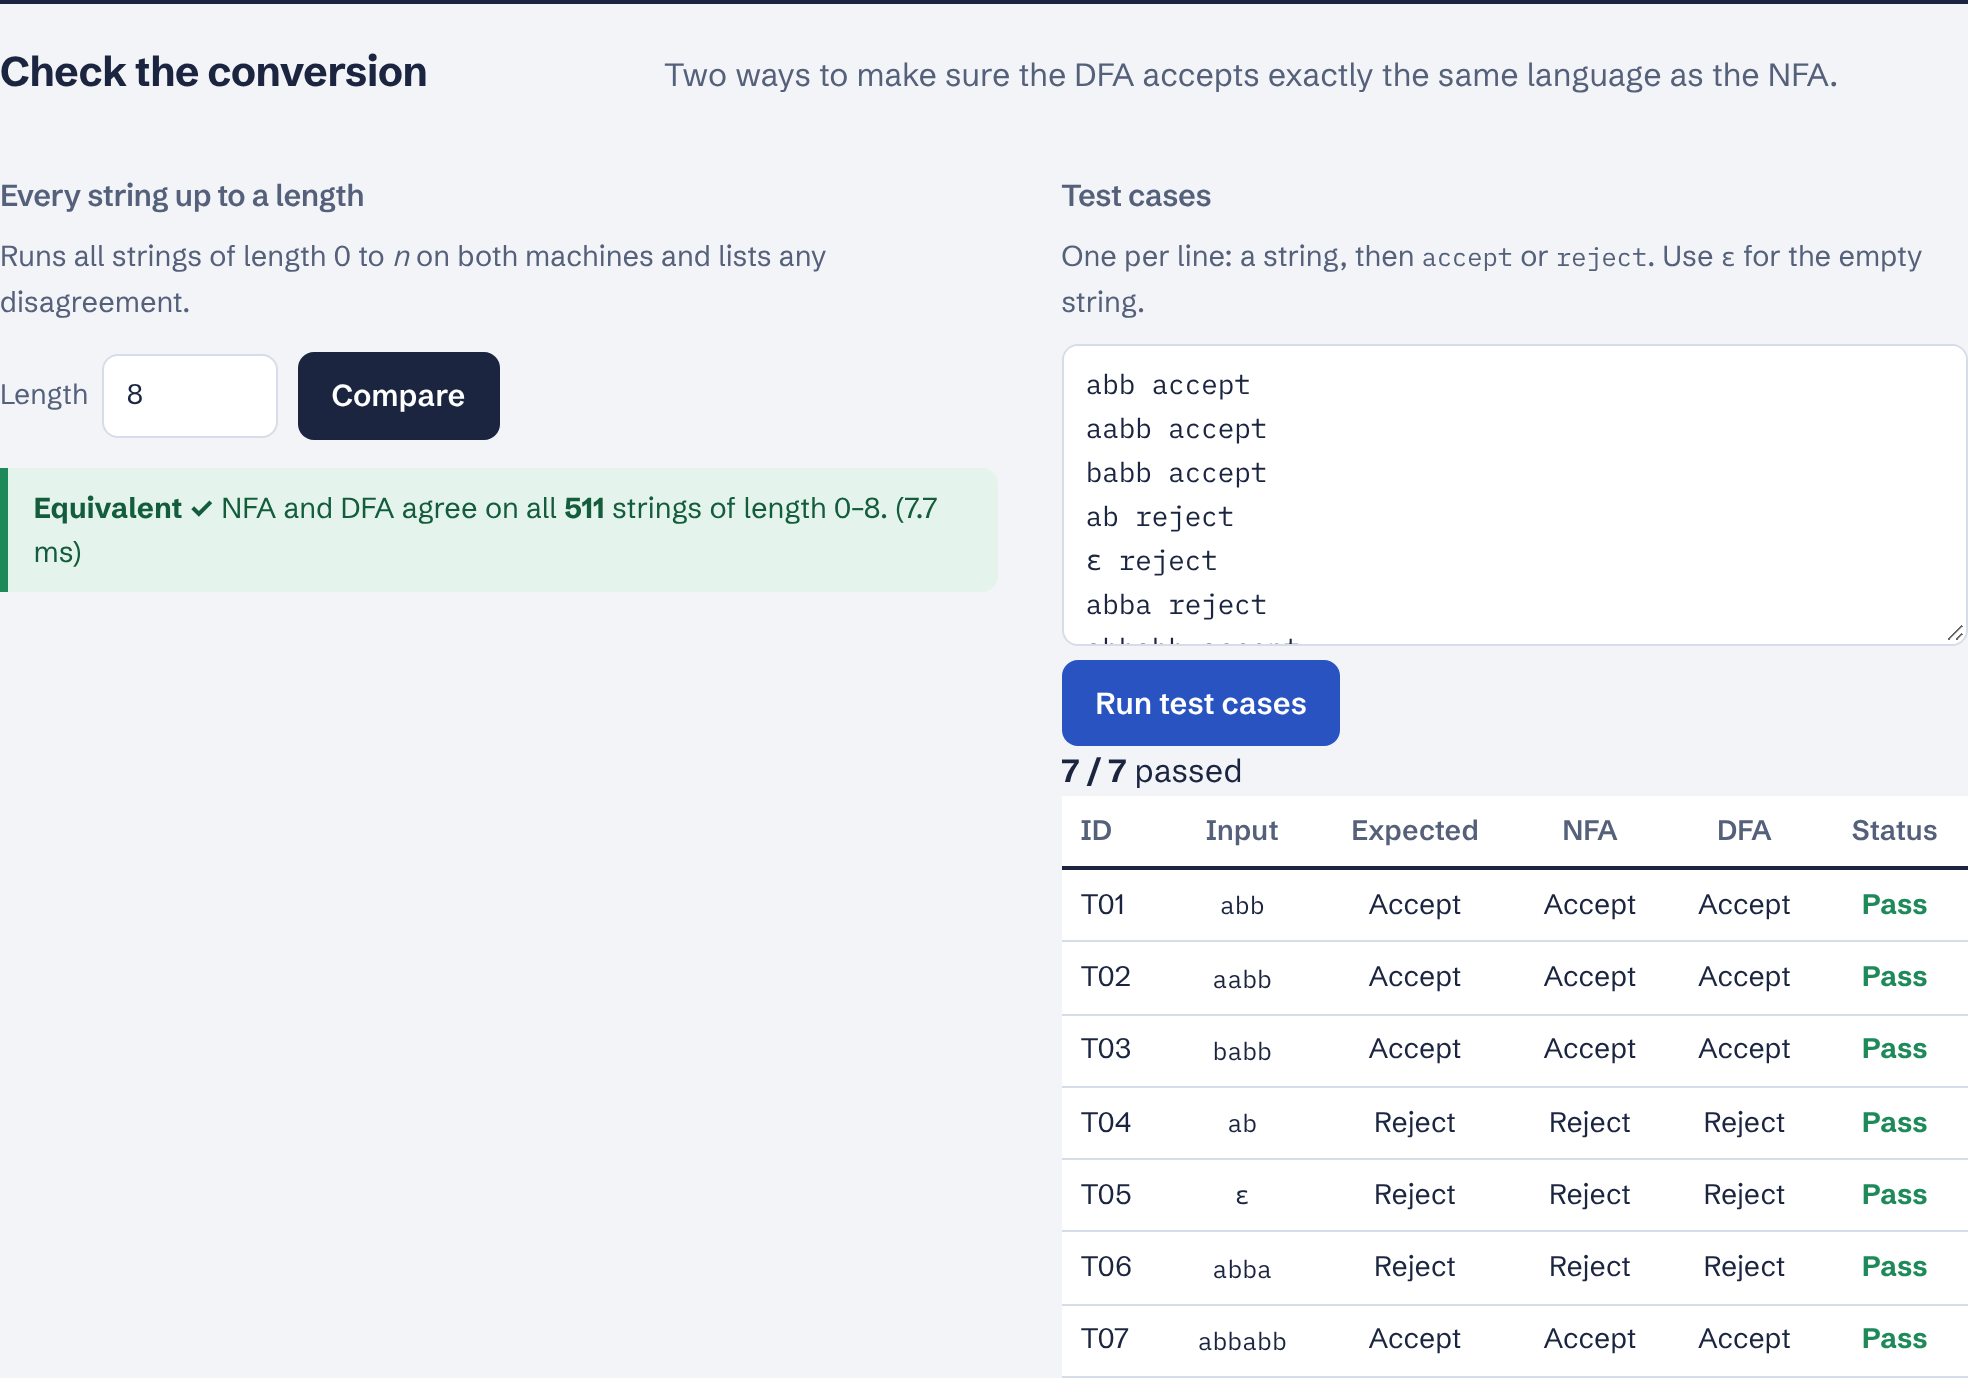 Check the conversion
Two ways to make sure the DFA accepts exactly the same language as the NFA.
Every string up to a length
Runs all strings of length 0 to n on both machines and lists any
disagreement.
Length 8 Compare
Equivalent ✓ NFA and DFA agree on all 511 strings of length 0–8. (7.7
ms)
Test cases
One per line: a string, then accept or reject. Use ε for the empty
string.
abb accept
aabb accept
babb accept
ab reject
ε reject
abba reject
Run test cases
7 / 7 passed
ID Input Expected NFA DFA Status
T01 abb Accept Accept Accept Pass
T02 aabb Accept Accept Accept Pass
T03 babb Accept Accept Accept Pass
T04 ab Reject Reject Reject Pass
T05 ε Reject Reject Reject Pass
T06 abba Reject Reject Reject Pass
T07 abbabb Accept Accept Accept Pass